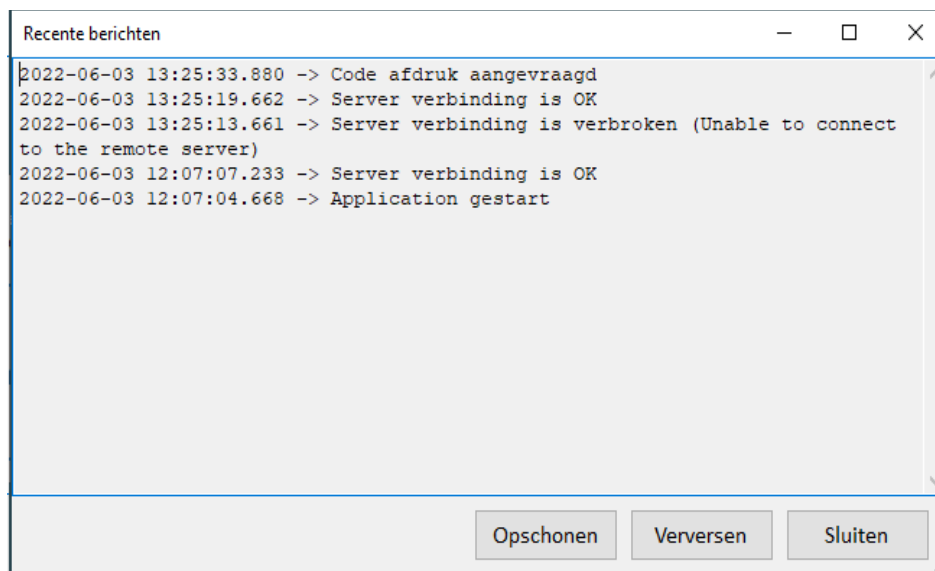 Recente berichten
2022-06-03 13:25:33.880 -> Code afdruk aangevraagd
2022-06-03 13:25:19.662 -> Server verbinding is OK
2022-06-03 13:25:13.661 -> Server verbinding is verbroken (Unable to connect
to the remote server)
2022-06-03 12:07:07.233 -> Server verbinding is OK
2022-06-03 12:07:04.668 -> Application gestart
Opschonen Verversen Sluiten